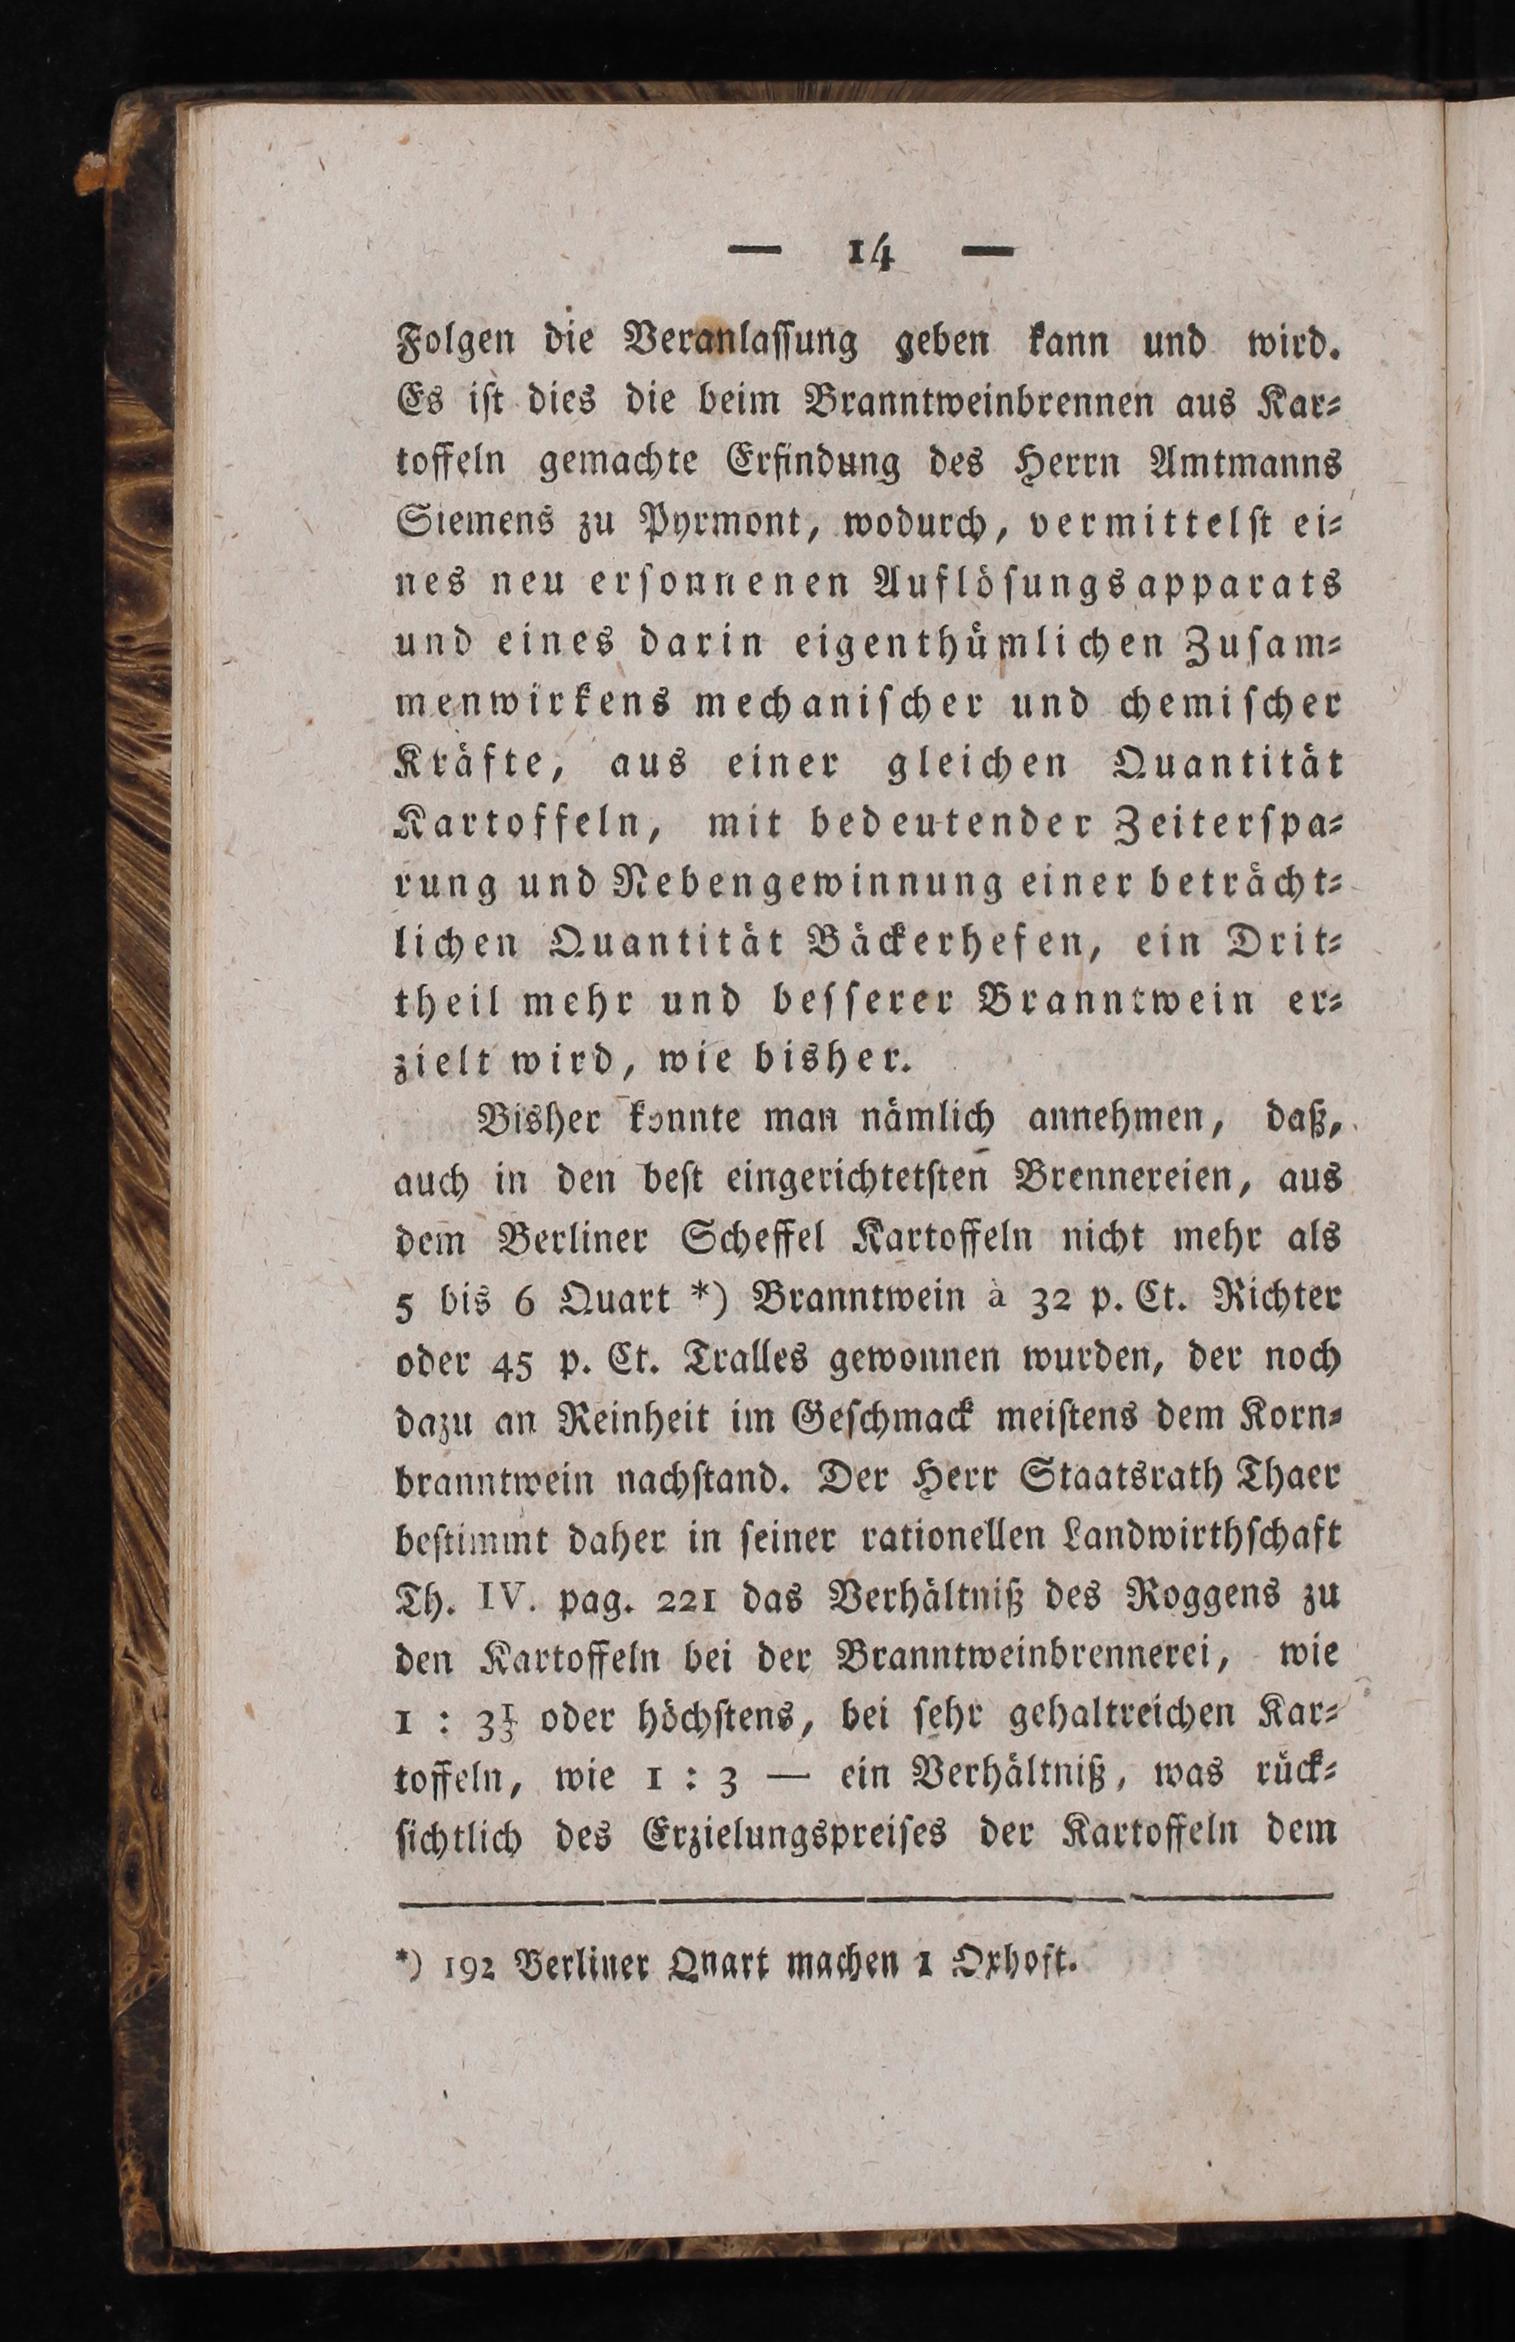 — 14 —
Folgen die Veranlaſſung geben kann und wird.
Es iſt dies die beim Branntweinbrennen aus Kar⸗
toffeln gemachte Erfindung des Herrn Amtmanns
Siemens zu Pyrmont, wodurch, vermittelſt ei⸗
nes neu erſonnenen Auflöſungsapparats
und eines darin eigenthümlichen Zuſam⸗
menwirkens mechaniſcher und chemiſcher
Kräfte, aus einer gleichen Quantität
Kartoffeln, mit bedeutender Zeiterſpa⸗
rung und Nebengewinnung einer beträcht⸗
lichen Quantität Bäckerhefen, ein Drit⸗
theil mehr und beſſerer Branntwein er⸗
zielt wird, wie bisher.
Bisher konnte man nämlich annehmen, daß,
auch in den beſt eingerichtetſten Brennereien, aus
dem Berliner Scheffel Kartoffeln nicht mehr als
5 bis 6 Quart *) Branntwein à 32 p. Ct. Richter
oder 45 p. Ct. Tralles gewonnen wurden, der noch
dazu an Reinheit im Geſchmack meiſtens dem Korn⸗
branntwein nachſtand. Der Herr Staatsrath Thaer
beſtimmt daher in ſeiner rationellen Landwirthſchaft
Th. IV. pag. 221 das Verhältniß des Roggens zu
den Kartoffeln bei der Branntweinbrennerei, wie
1 : 3⅓ oder höchſtens, bei ſehr gehaltreichen Kar⸗
toffeln, wie 1 : 3 — ein Verhältniß, was rück⸗
ſichtlich des Erzielungspreiſes der Kartoffeln dem
*) 192 Berliner Qnart machen 1 Oxhoft.